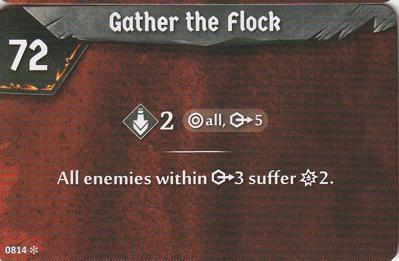 Gather the Flock
72
2 all, 5
All enemies within 3 suffer 2.
0814